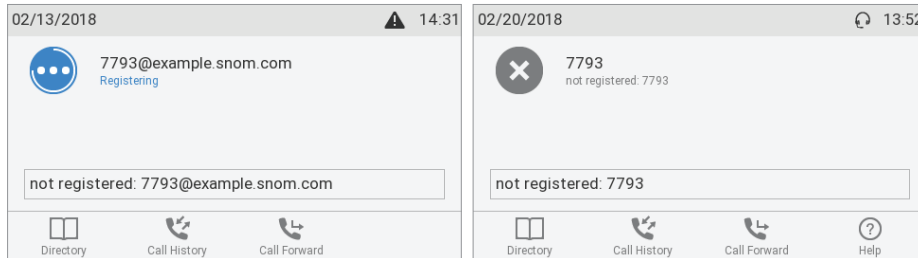 02/13/2018 14:31
7793@example.snom.com
Registering
not registered: 7793@example.snom.com
Directory Call History Call Forward
02/20/2018 13:52
7793
not registered: 7793
not registered: 7793
Directory Call History Call Forward Help